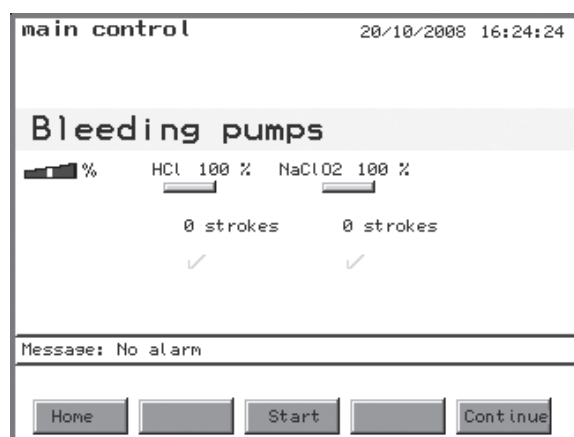 main control 20/10/2008 16:24:24
Bleeding pumps
% HCl 100 % NaClO2 100 %
0 strokes 0 strokes
Message: No alarm
Home Start Continue